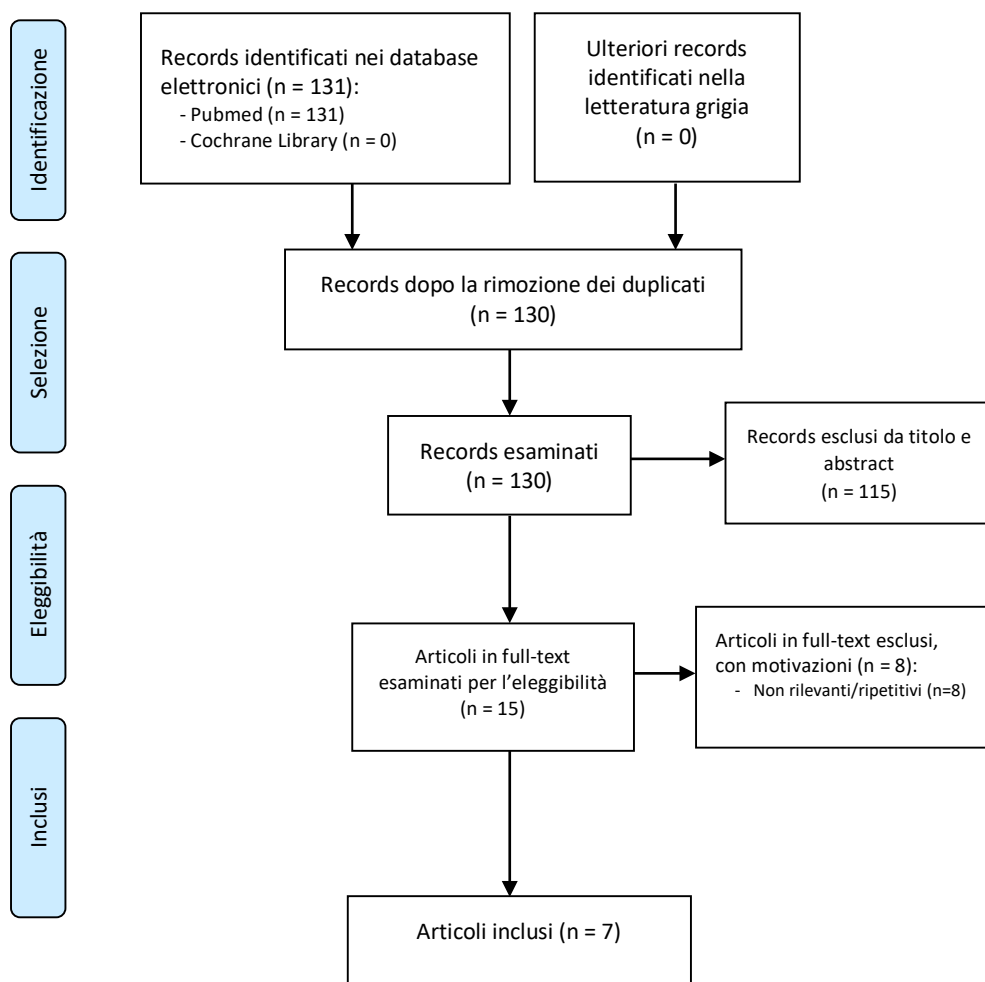 Identificazione
Records identificati nei database
elettronici (n = 131):
- Pubmed (n = 131)
- Cochrane Library (n = 0)
Ulteriori records
identificati nella
letteratura grigia
(n = 0)
Selezione
Records dopo la rimozione dei duplicati
(n = 130)
Records esaminati
(n = 130)
Records esclusi da titolo e
abstract
(n = 115)
Eleggibilità
Articoli in full-text
esaminati per l'eleggibilità
(n = 15)
Articoli in full-text esclusi,
con motivazioni (n = 8):
- Non rilevanti/ripetitivi (n=8)
Inclusi
Articoli inclusi (n = 7)